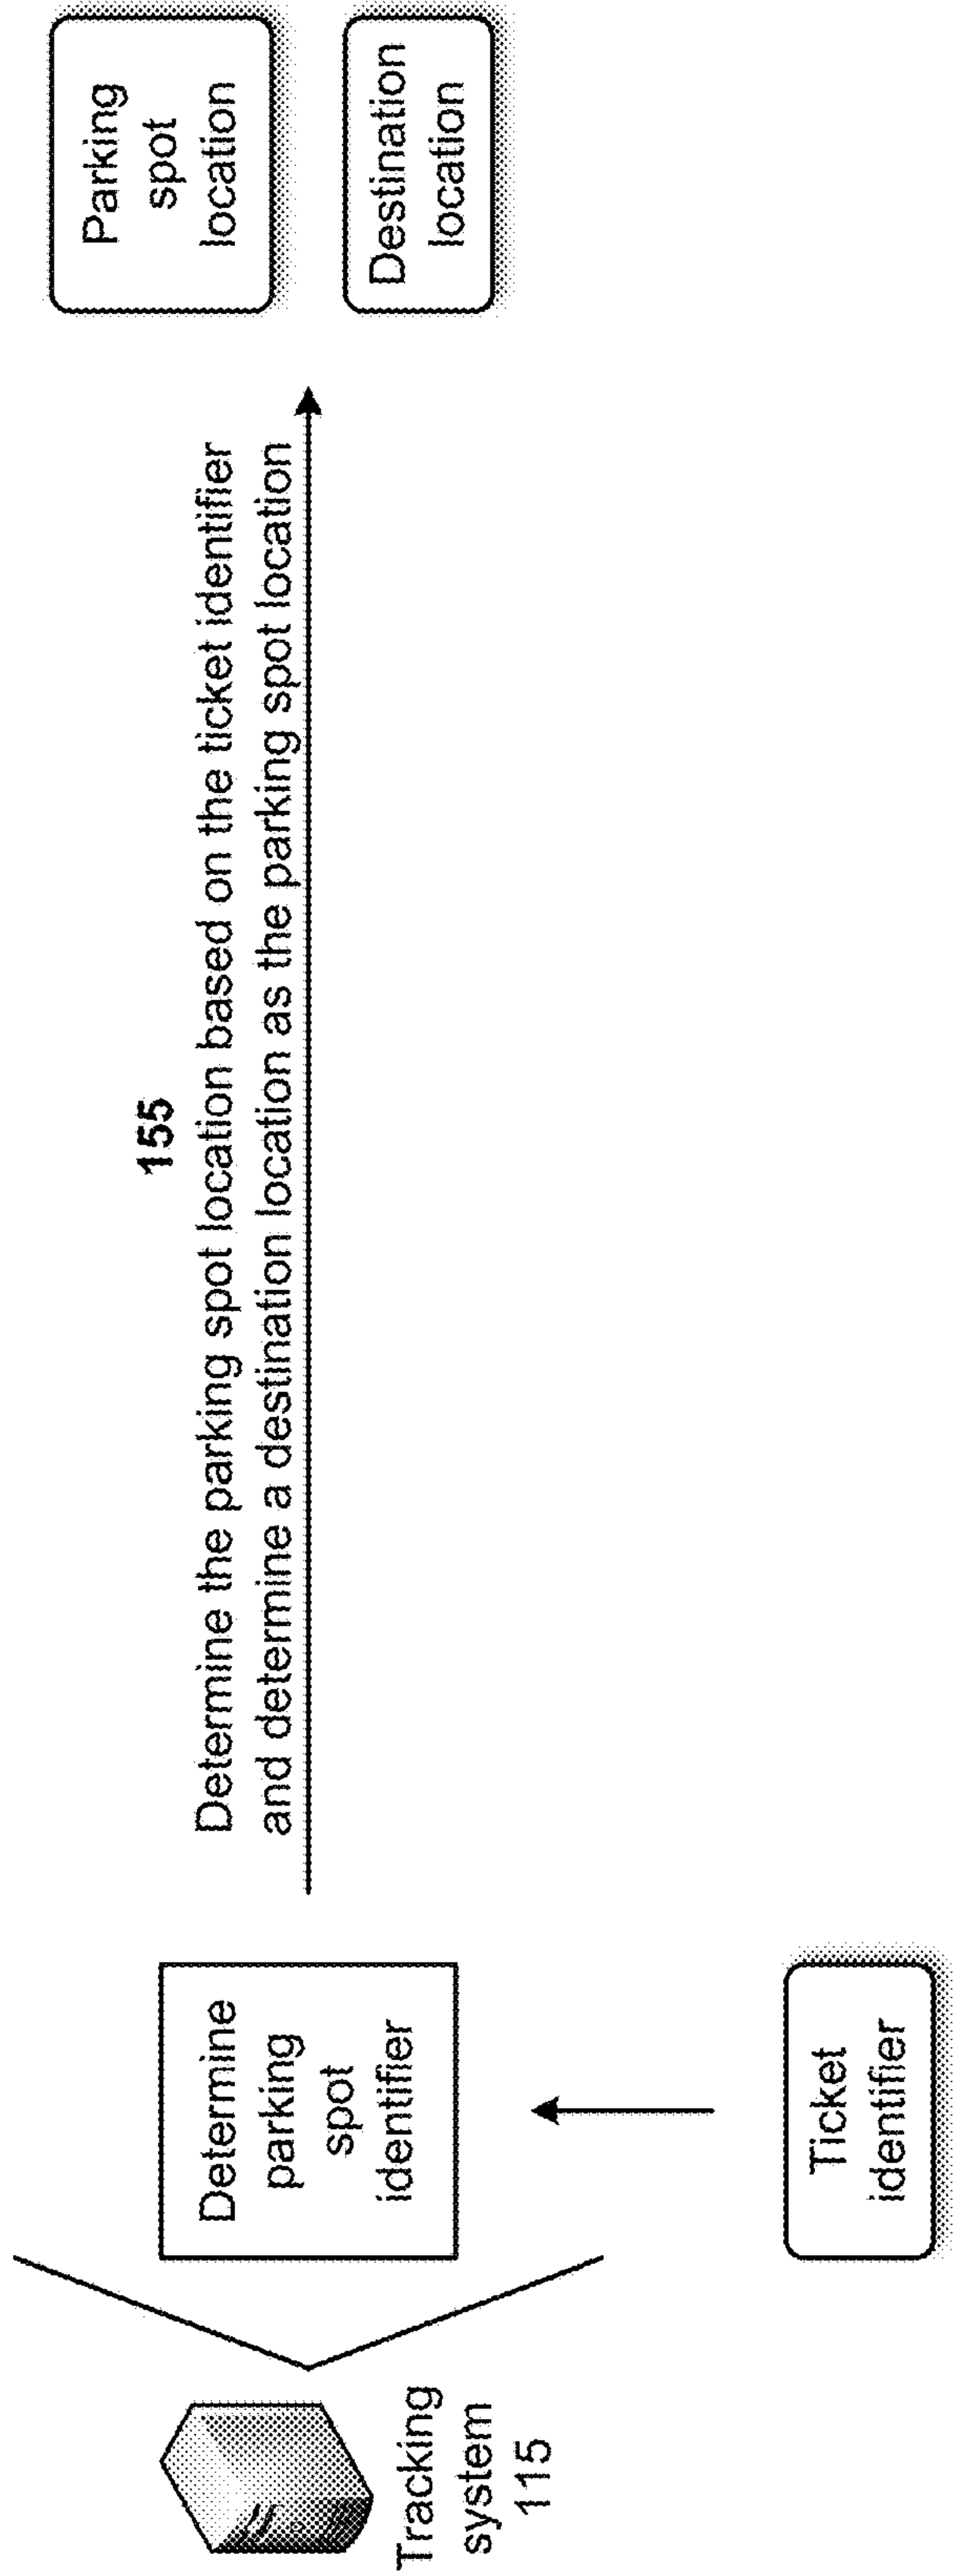 Tracking
system
115
Determine
parking
spot
identifier
Ticket
identifier
155
Determine the parking spot location based on the ticket identifier
and determine a destination location as the parking spot location
Parking
spot
location
Destination
location